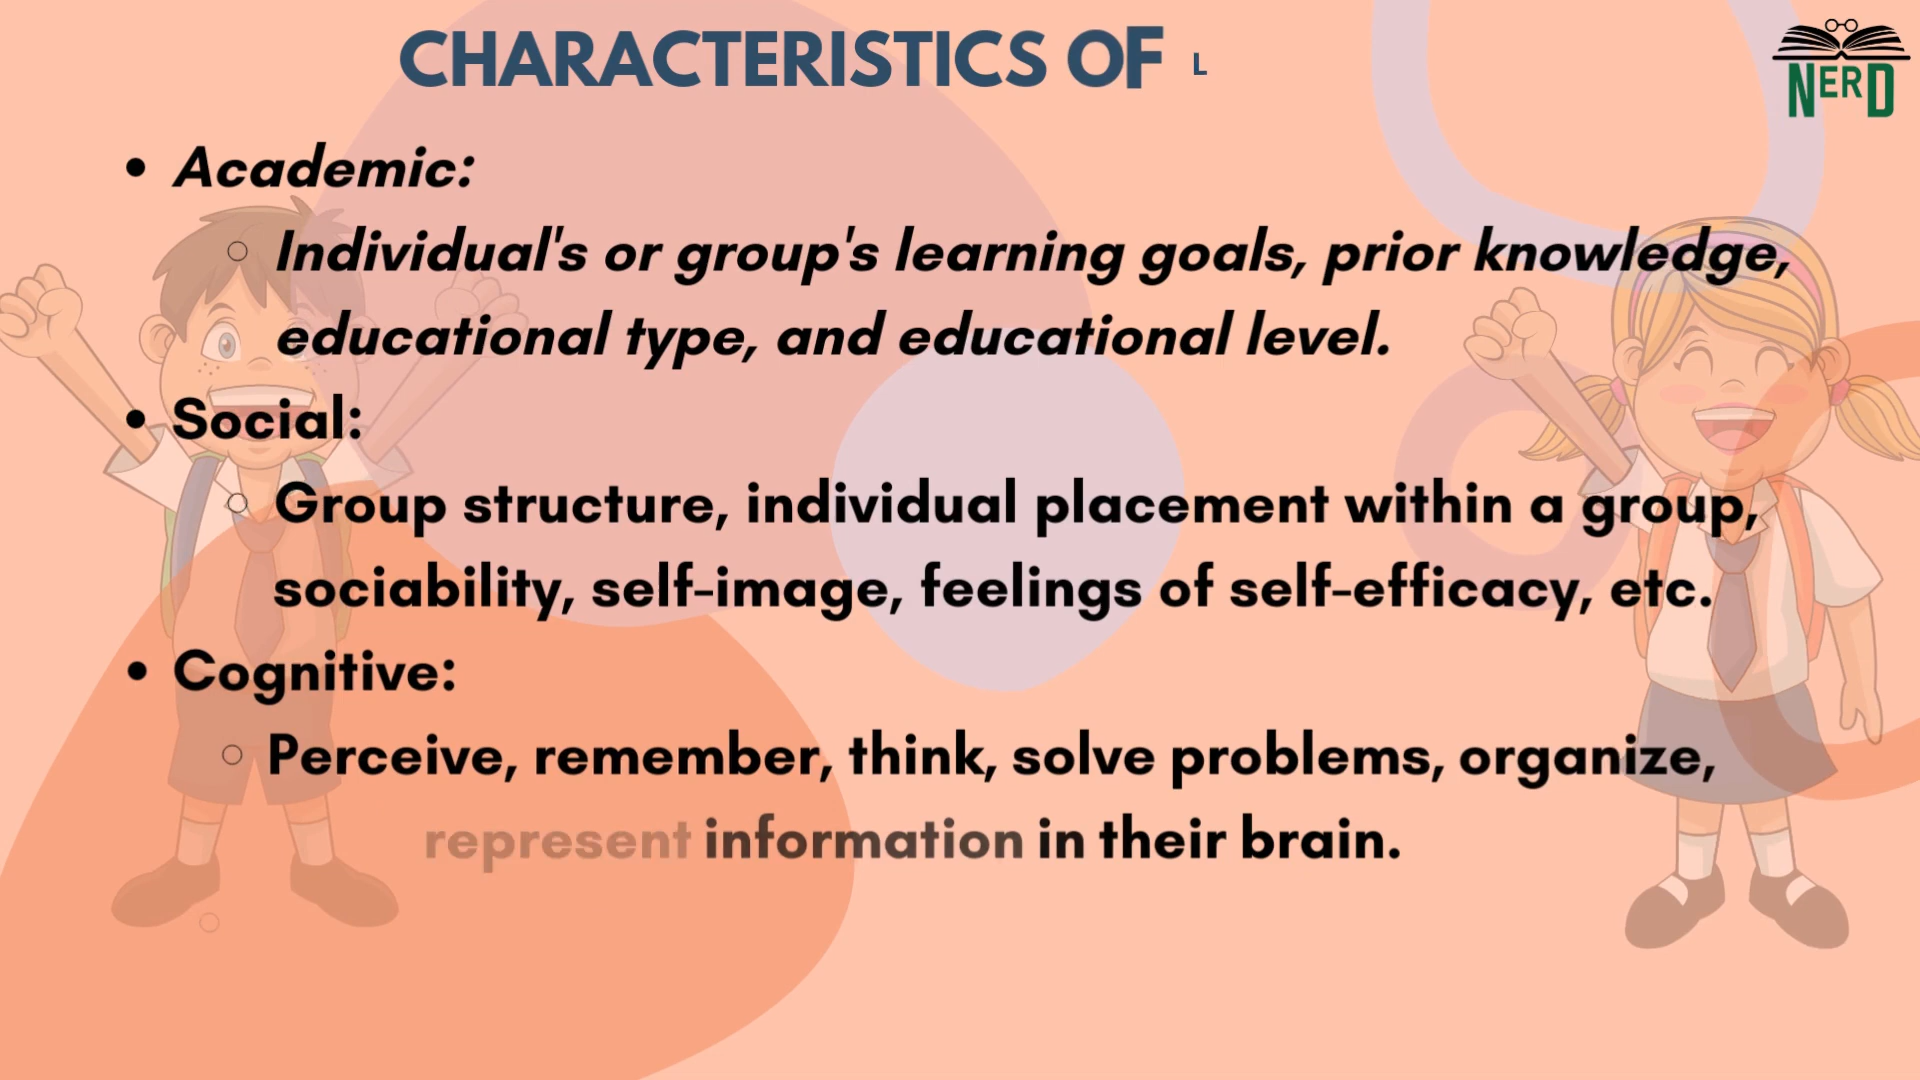 CHARACTERISTICS OF L
NERD
• Academic:
○ Individual's or group's learning goals, prior knowledge,
educational type, and educational level.
• Social:
○ Group structure, individual placement within a group,
sociability, self-image, feelings of self-efficacy, etc.
• Cognitive:
○ Perceive, remember, think, solve problems, organize,
represent information in their brain.